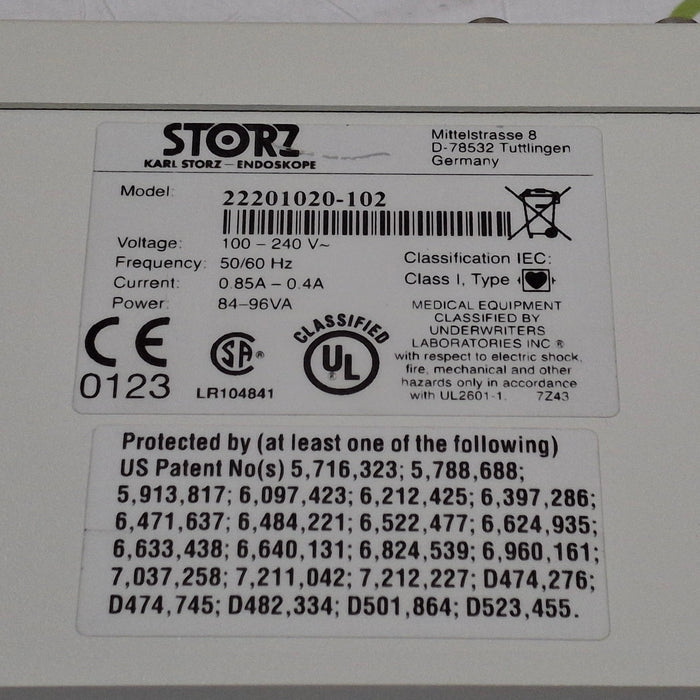 STORZ
KARL STORZ – ENDOSKOPE
Mittelstrasse 8
D-78532 Tuttlingen
Germany
Model: 22201020-102
Voltage: 100 – 240 V~
Frequency: 50/60 Hz
Current: 0.85A – 0.4A
Power: 84–96VA
Classification IEC:
Class I, Type
CE
0123
SA®
LR104841
CLASSIFIED
UL
MEDICAL EQUIPMENT
CLASSIFIED BY
UNDERWRITERS
LABORATORIES INC ®
with respect to electric shock,
fire, mechanical and other
hazards only in accordance
with UL2601-1. 7Z43
Protected by (at least one of the following)
US Patent No(s) 5,716,323; 5,788,688;
5,913,817; 6,097,423; 6,212,425; 6,397,286;
6,471,637; 6,484,221; 6,522,477; 6,624,935;
6,633,438; 6,640,131; 6,824,539; 6,960,161;
7,037,258; 7,211,042; 7,212,227; D474,276;
D474,745; D482,334; D501,864; D523,455.